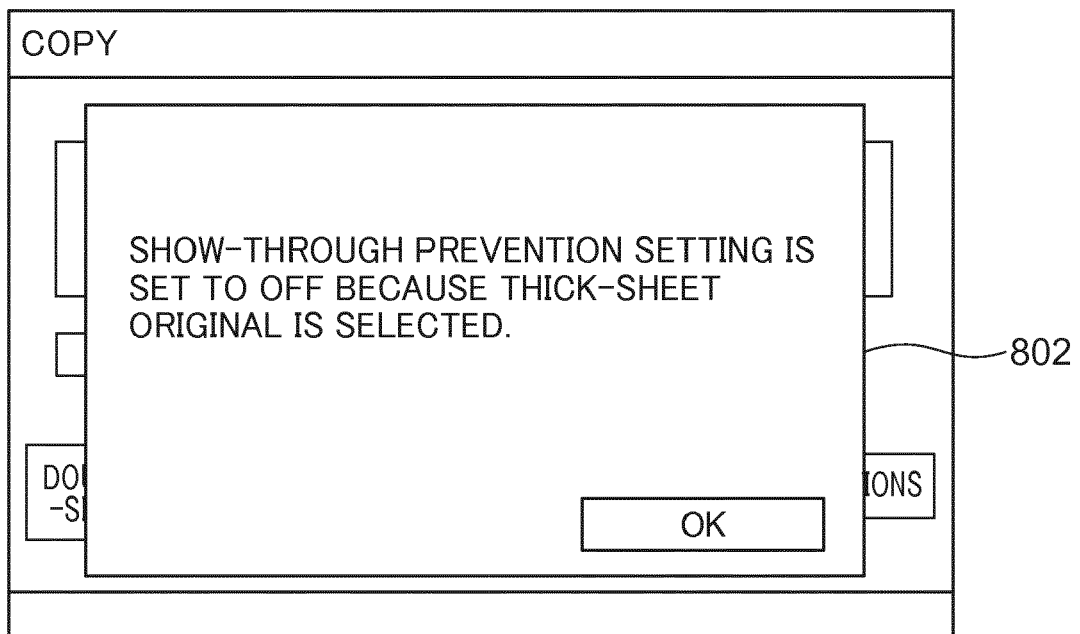 COPY
SHOW-THROUGH PREVENTION SETTING IS
SET TO OFF BECAUSE THICK-SHEET
ORIGINAL IS SELECTED.
802
OK